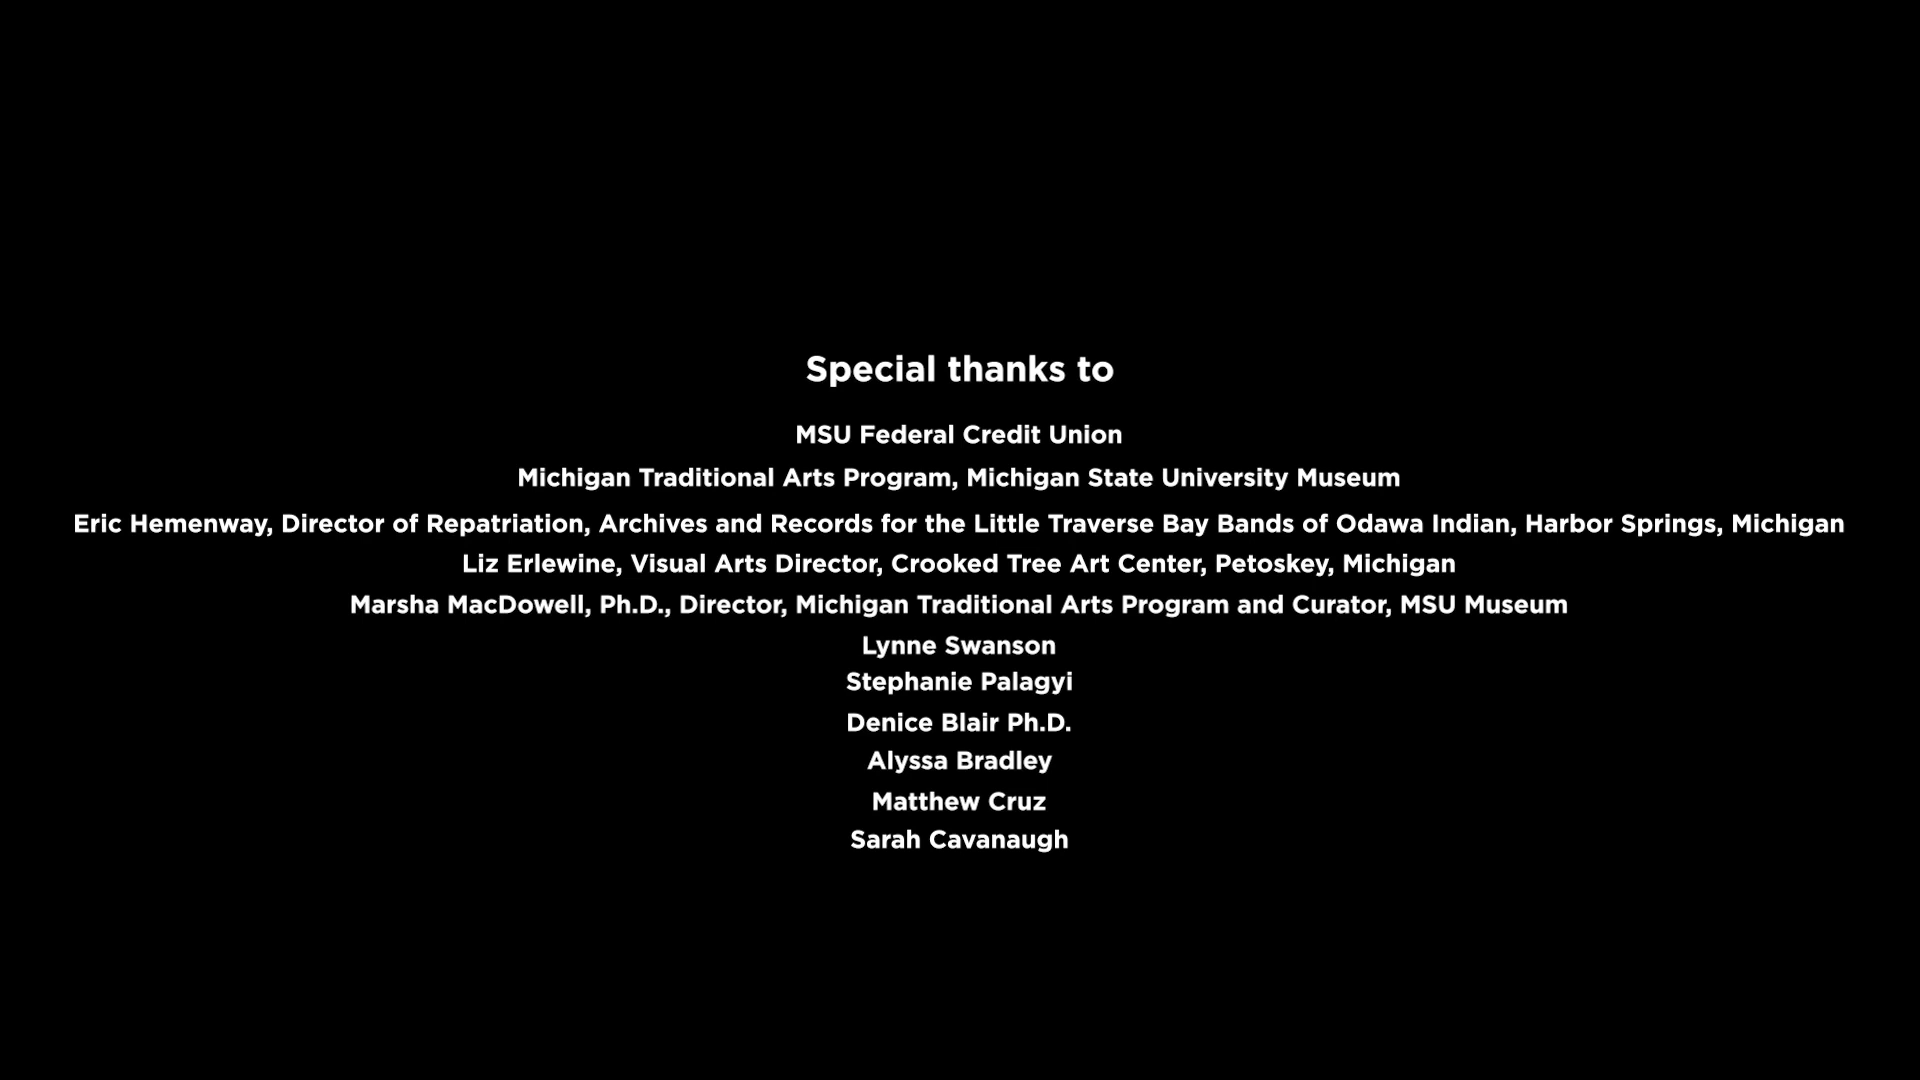 Special thanks to
MSU Federal Credit Union
Michigan Traditional Arts Program, Michigan State University Museum
Eric Hemenway, Director of Repatriation, Archives and Records for the Little Traverse Bay Bands of Odawa Indian, Harbor Springs, Michigan
Liz Erlewine, Visual Arts Director, Crooked Tree Art Center, Petoskey, Michigan
Marsha MacDowell, Ph.D., Director, Michigan Traditional Arts Program and Curator, MSU Museum
Lynne Swanson
Stephanie Palagyi
Denice Blair Ph.D.
Alyssa Bradley
Matthew Cruz
Sarah Cavanaugh